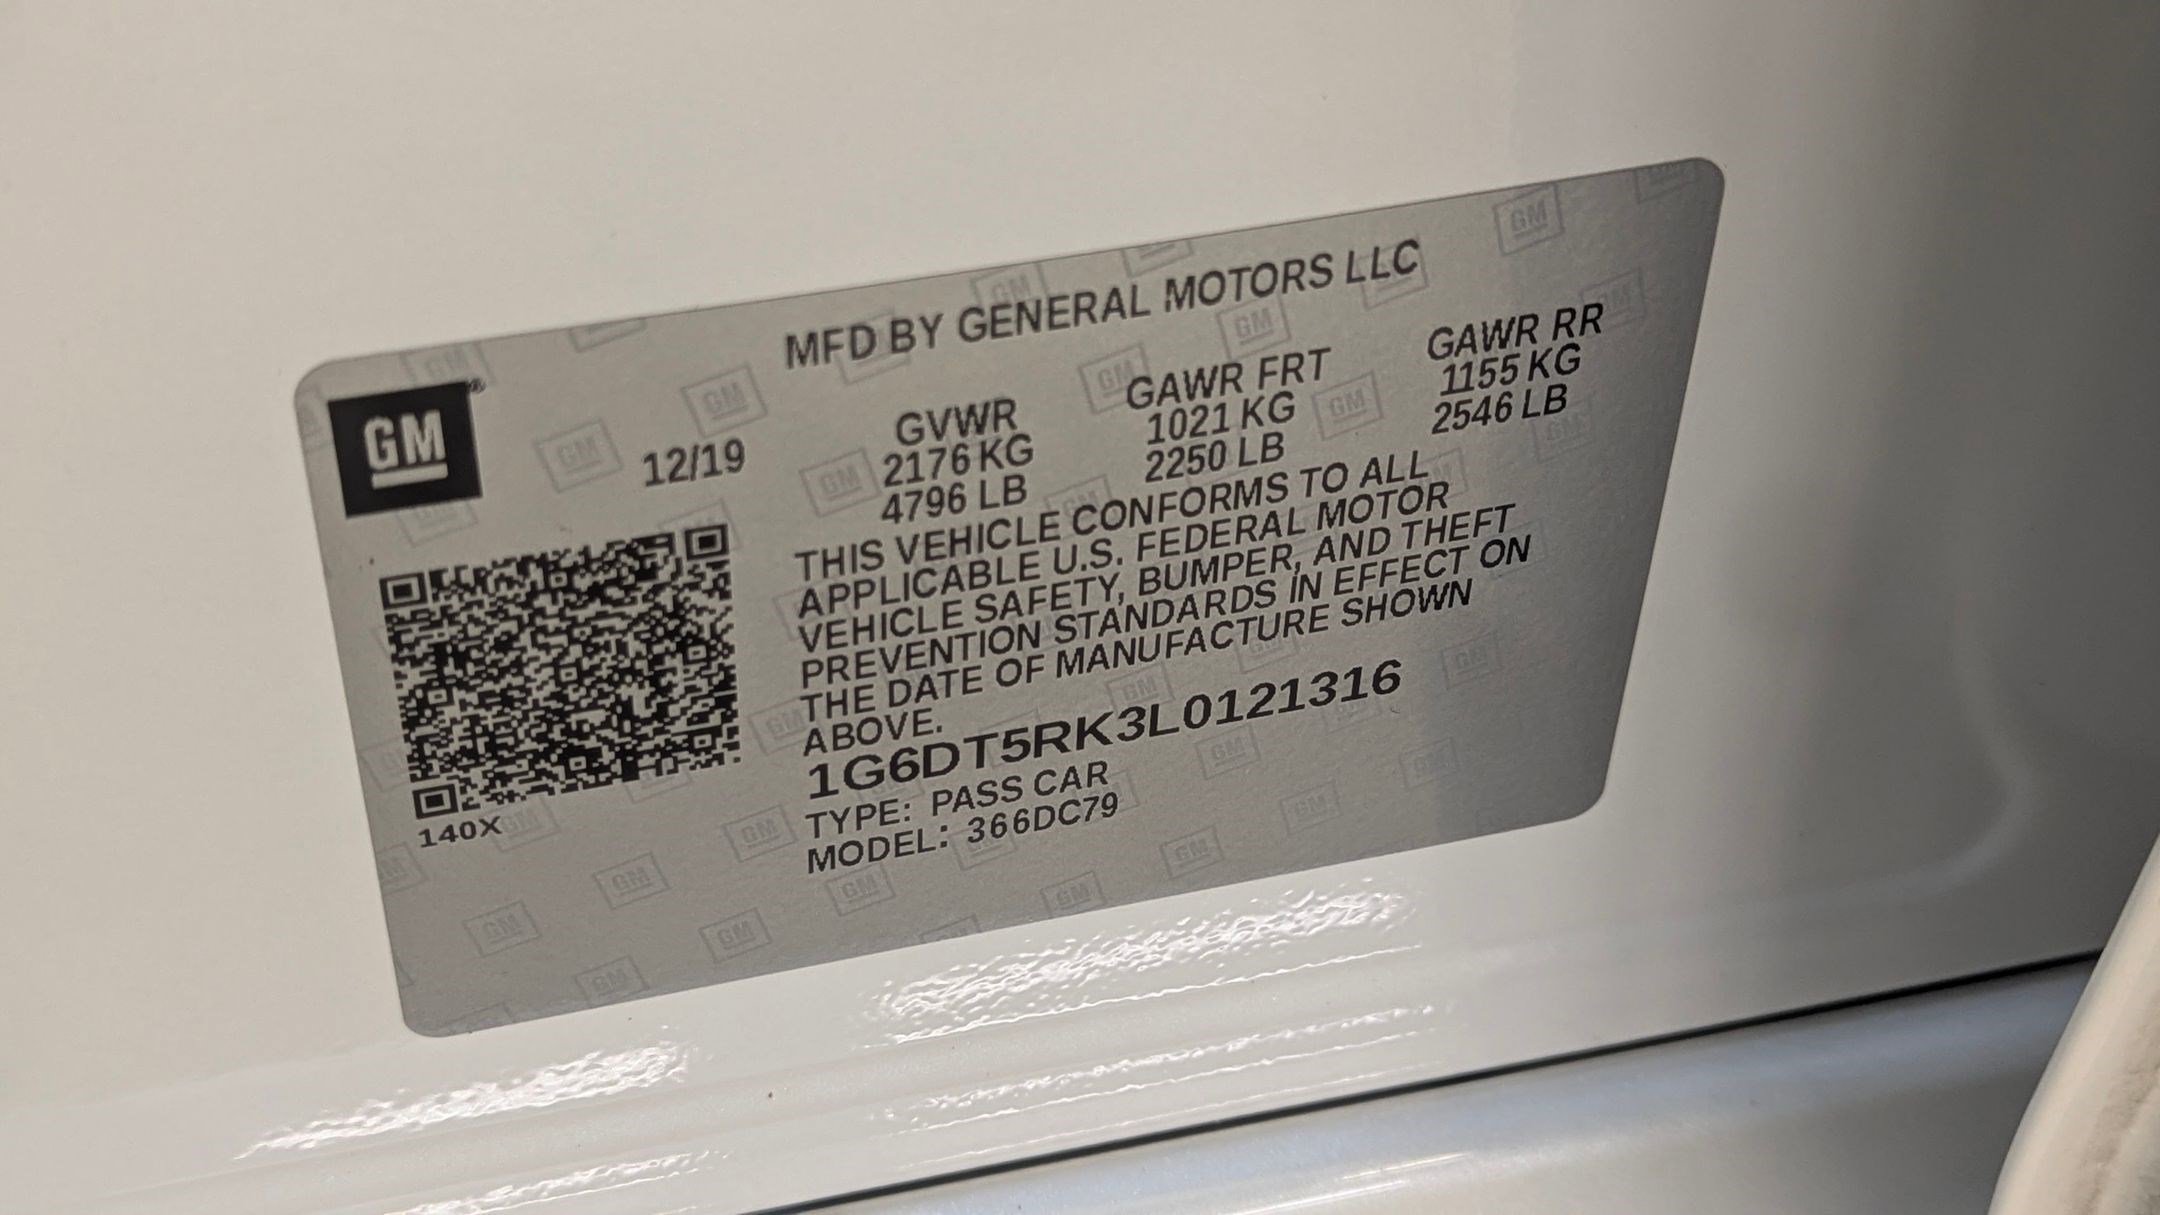 MFD BY GENERAL MOTORS LLC
GM®
12/19
GVWR
2176 KG
4796 LB
GAWR FRT
1021 KG
2250 LB
GAWR RR
1155 KG
2546 LB
THIS VEHICLE CONFORMS TO ALL
APPLICABLE U.S. FEDERAL MOTOR
VEHICLE SAFETY, BUMPER, AND THEFT
PREVENTION STANDARDS IN EFFECT ON
THE DATE OF MANUFACTURE SHOWN
ABOVE.
1G6DT5RK3L0121316
TYPE: PASS CAR
MODEL: 366DC79
140X